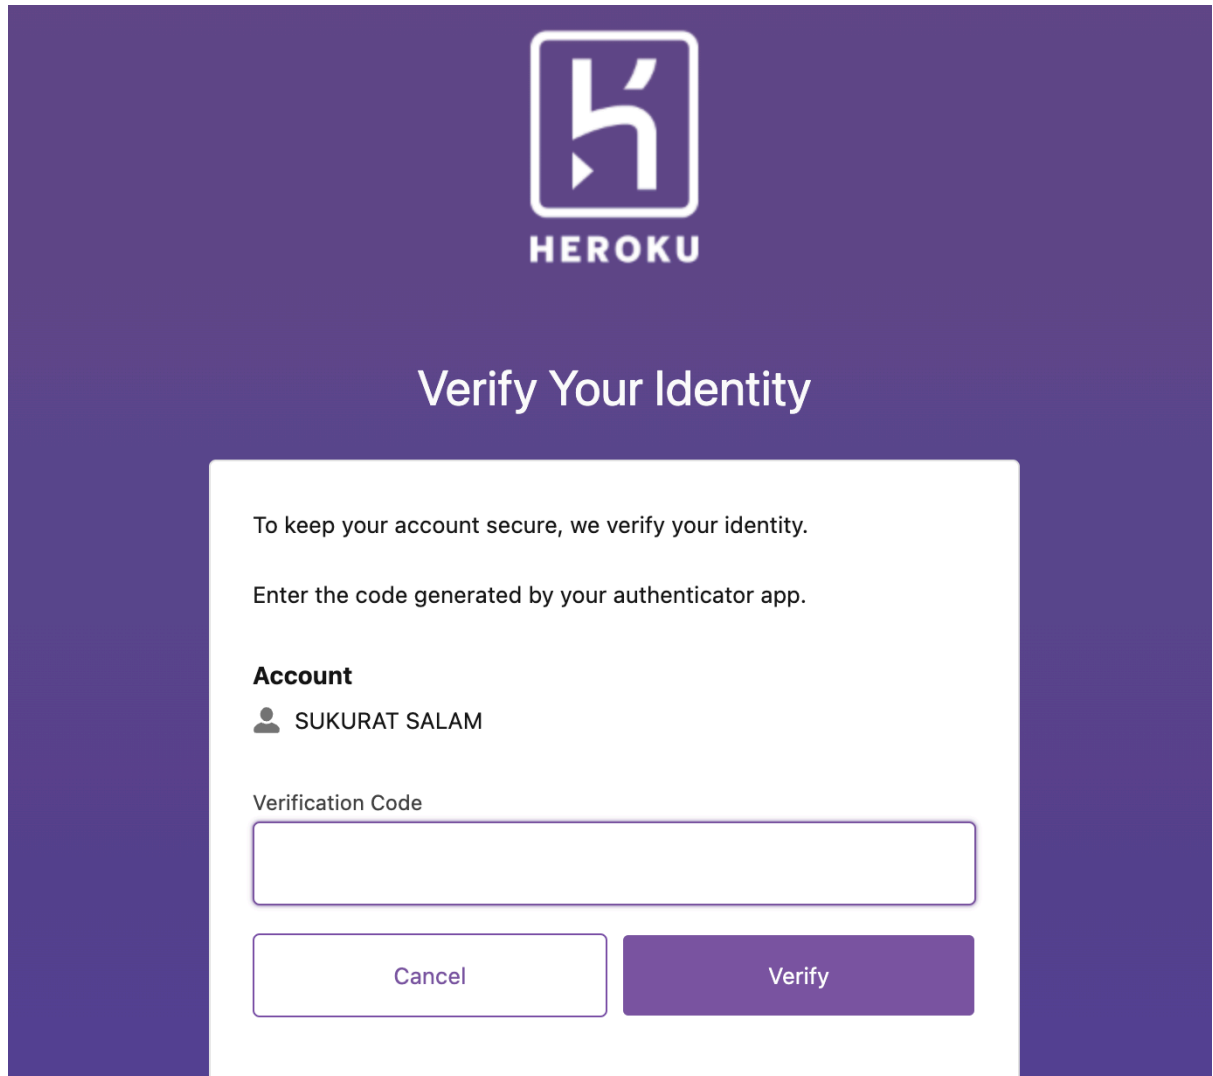 HEROKU
Verify Your Identity
To keep your account secure, we verify your identity.
Enter the code generated by your authenticator app.
Account
SUKURAT SALAM
Verification Code
Cancel
Verify